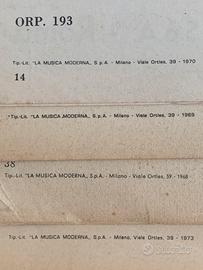 ORP. 193
Tip.-Lit. "LA MUSICA MODERNA„ S.p.A. - Milano - Viale Ortles, 39 - 1970
14
"Tip.-Lit. "LA MUSICA MODERNA„ S.p.A. - Milano - Viale Ortles, 39 - 1969
38
Tip.-Lit. "LA MUSICA MODERNA„ S.p.A. - Milano - Viale Ortles, 39 - 1968
Tip.-Lit. "LA MUSICA MODERNA„ S.p.A. - Milano, Viale Ortles, 39 - 1973
subito.it